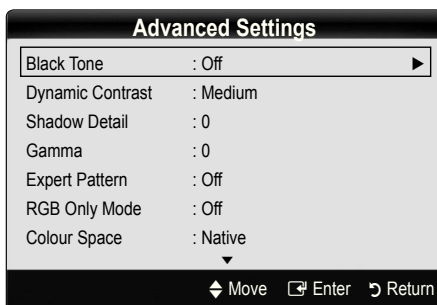 Advanced Settings
Black Tone : Off
Dynamic Contrast : Medium
Shadow Detail : 0
Gamma : 0
Expert Pattern : Off
RGB Only Mode : Off
Colour Space : Native
Move Enter Return